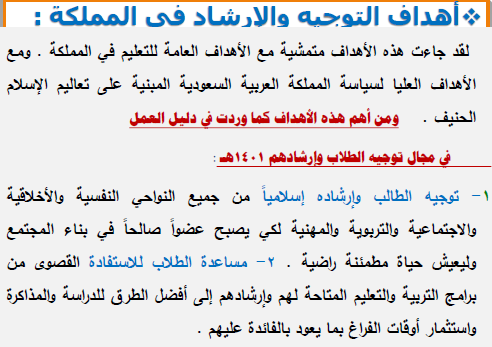 ❖أهداف التوجيه والإرشاد في المملكة :
لقد جاءت هذه الأهداف متمشية مع الأهداف العامة للتعليم في المملكة . ومع
الأهداف العليا لسياسة المملكة العربية السعودية المبنية على تعاليم الإسلام
الحنيف . ومن أهم هذه الأهداف كما وردت في دليل العمل
في مجال توجيه الطلاب وإرشادهم ١٤٠١هـ :
١- توجيه الطالب وإرشاده إسلامياً من جميع النواحي النفسية والأخلاقية
والاجتماعية والتربوية والمهنية لكي يصبح عضواً صالحاً في بناء المجتمع
وليعيش حياة مطمئنة راضية . ٢- مساعدة الطلاب للاستفادة القصوى من
برامج التربية والتعليم المتاحة لهم وإرشادهم إلى أفضل الطرق للدراسة والمذاكرة
واستثمار أوقات الفراغ بما يعود بالفائدة عليهم .